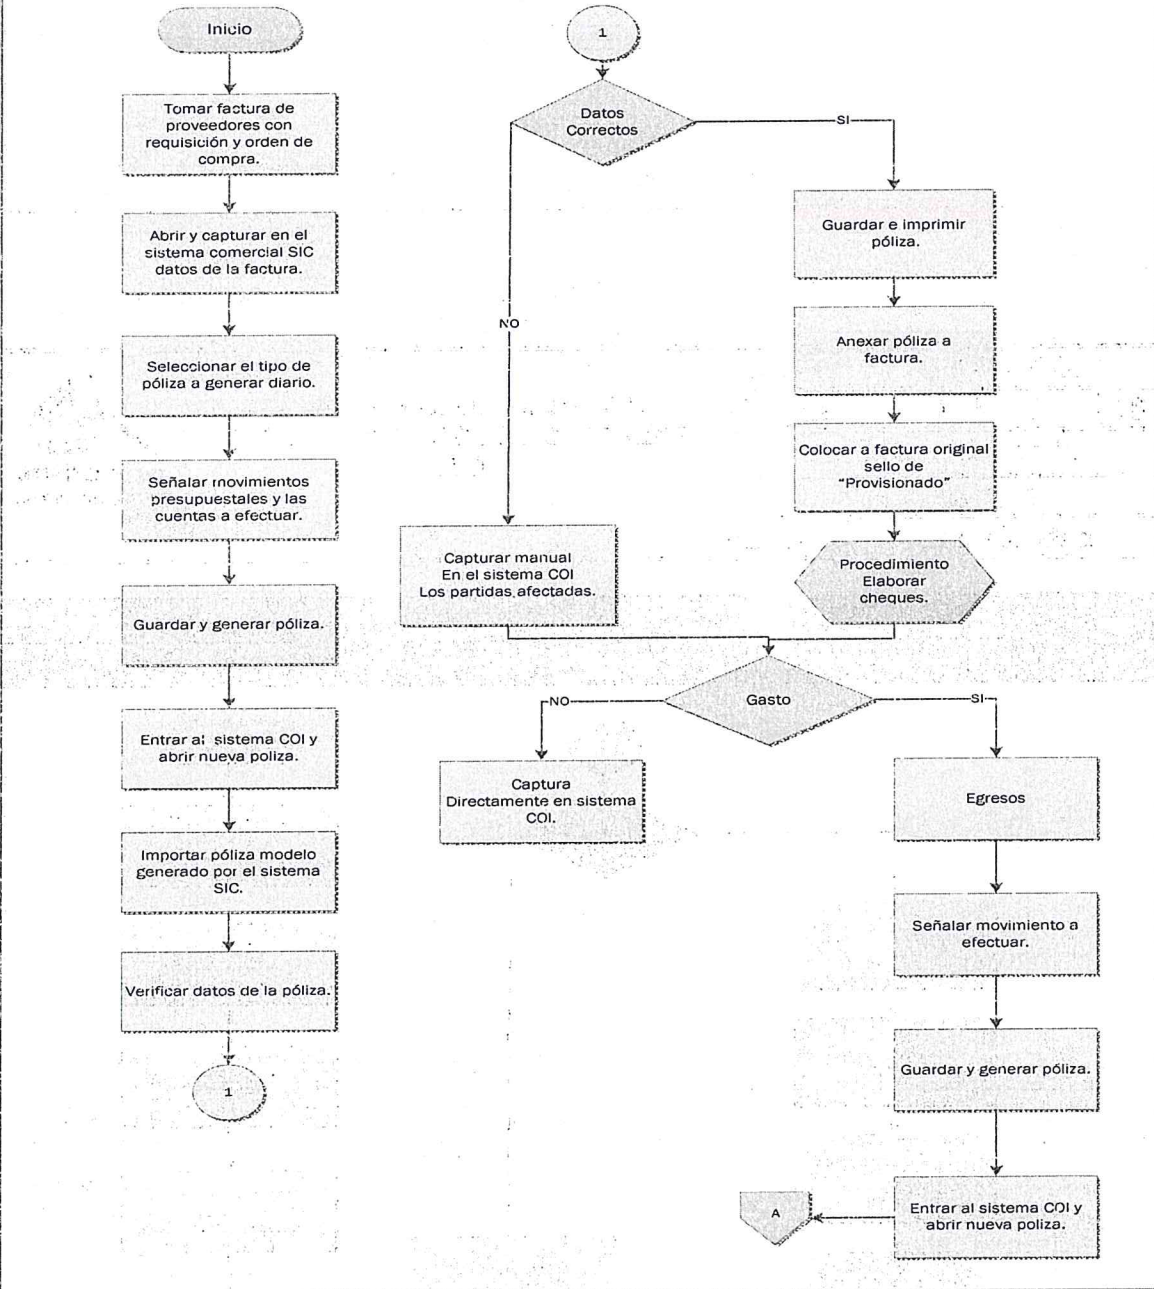 Inicio
Tomar factura de
proveedores con
requisición y orden de
compra.
Abrir y capturar en el
sistema comercial SIC
datos de la factura.
Seleccionar el tipo de
póliza a generar diario.
Señalar movimientos
presupuestales y las
cuentas a efectuar.
Guardar y generar póliza.
Entrar al sistema COI y
abrir nueva poliza.
Importar póliza modelo
generado por el sistema
SIC.
Verificar datos de la póliza.
1
1
Datos
Correctos
SI
NO
Guardar e imprimir
póliza.
Anexar póliza a
factura.
Colocar a factura original
sello de
“Provisionado”
Capturar manual
En el sistema COI
Los partidas afectadas.
Procedimiento
Elaborar
cheques.
Gasto
NO
SI
Captura
Directamente en sistema
COI.
Egresos
Señalar movimiento a
efectuar.
Guardar y generar póliza.
Entrar al sistema COI y
abrir nueva poliza.
A